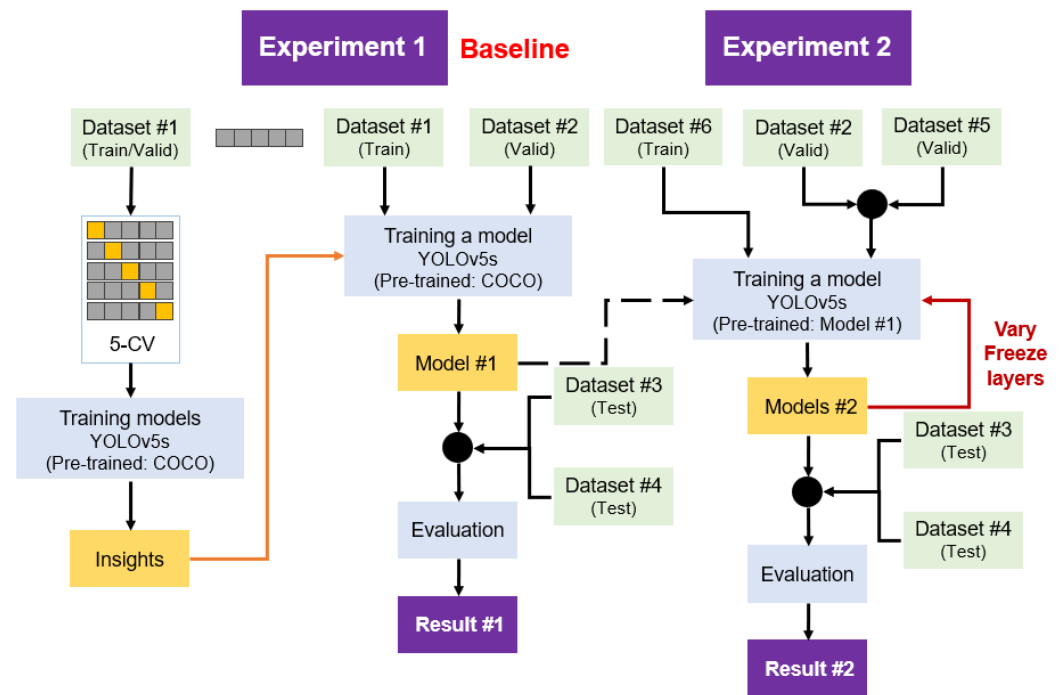 Experiment 1
Baseline
Experiment 2
Dataset #1
(Train/Valid)
Dataset #1
(Train)
Dataset #2
(Valid)
Dataset #6
(Train)
Dataset #2
(Valid)
Dataset #5
(Valid)
5-CV
Training models
YOLOv5s
(Pre-trained: COCO)
Insights
Training a model
YOLOv5s
(Pre-trained: COCO)
Model #1
Dataset #3
(Test)
Dataset #4
(Test)
Evaluation
Result #1
Training a model
YOLOv5s
(Pre-trained: Model #1)
Vary
Freeze
layers
Models #2
Dataset #3
(Test)
Dataset #4
(Test)
Evaluation
Result #2